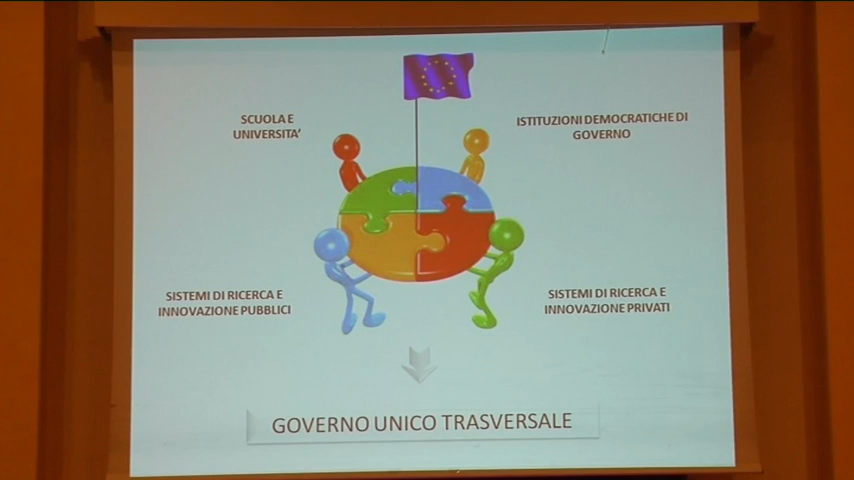 SCUOLA E
UNIVERSITA'
ISTITUZIONI DEMOCRATICHE DI
GOVERNO
SISTEMI DI RICERCA E
INNOVAZIONE PUBBLICI
SISTEMI DI RICERCA E
INNOVAZIONE PRIVATI
GOVERNO UNICO TRASVERSALE